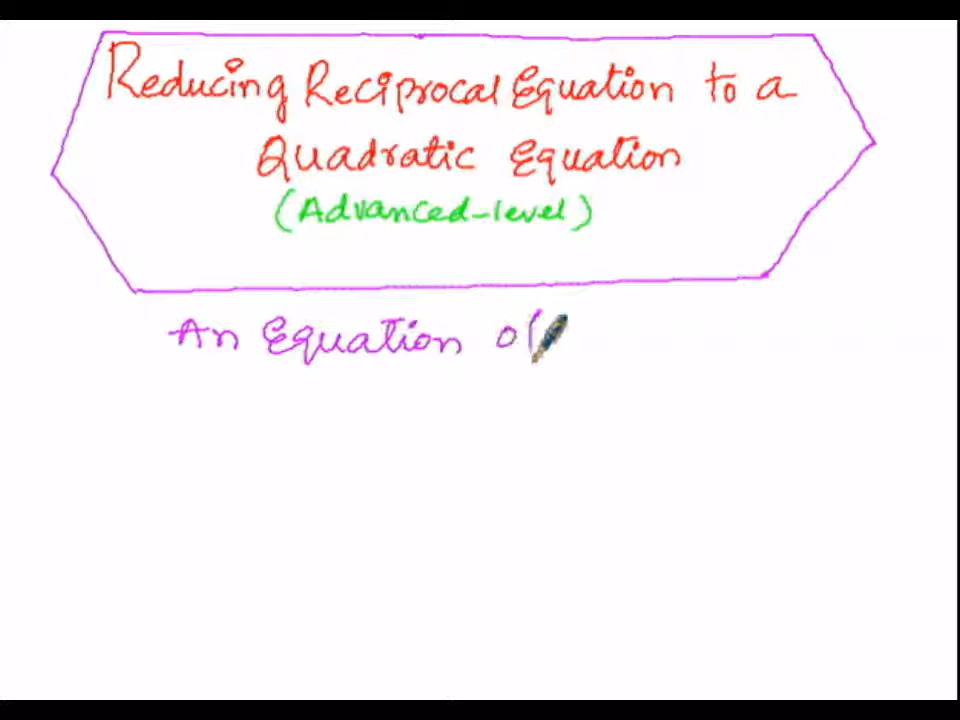 Reducing Reciprocal Equation to a
Quadratic Equation
(Advanced-level)
An Equation of